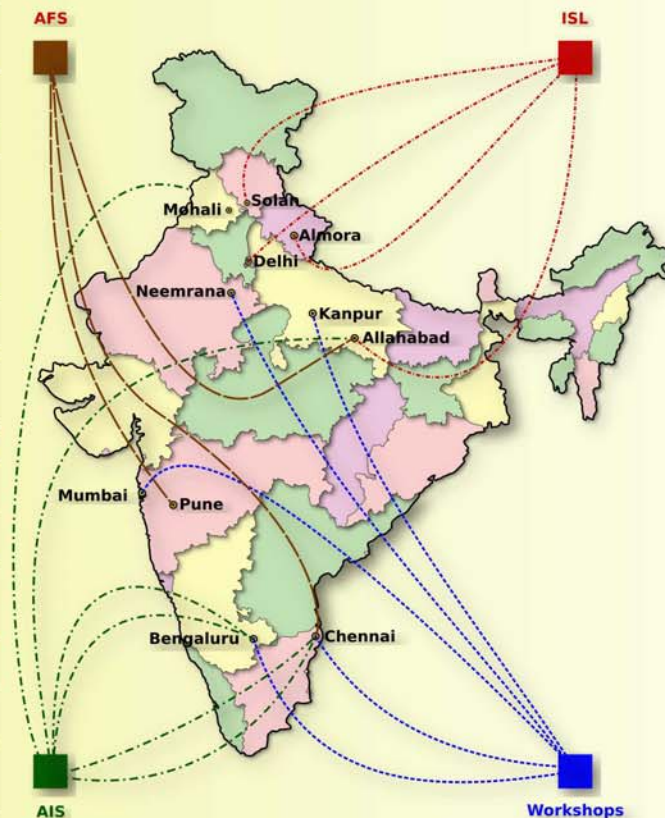 AFS
ISL
Solan
Mohali
Almora
Delhi
Neemrana
Kanpur
Allahabad
Mumbai
Pune
Bengaluru
Chennai
AIS
Workshops